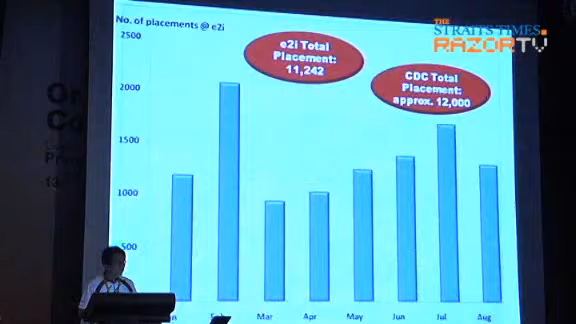 No. of placements @ e2i
THE
STRAITS TIMES
RAZORTV
2500
e2i Total
Placement:
11,242
CDC Total
Placement:
approx. 12,000
2000
1500
1000
500
Mar Apr May Jun Jul Aug